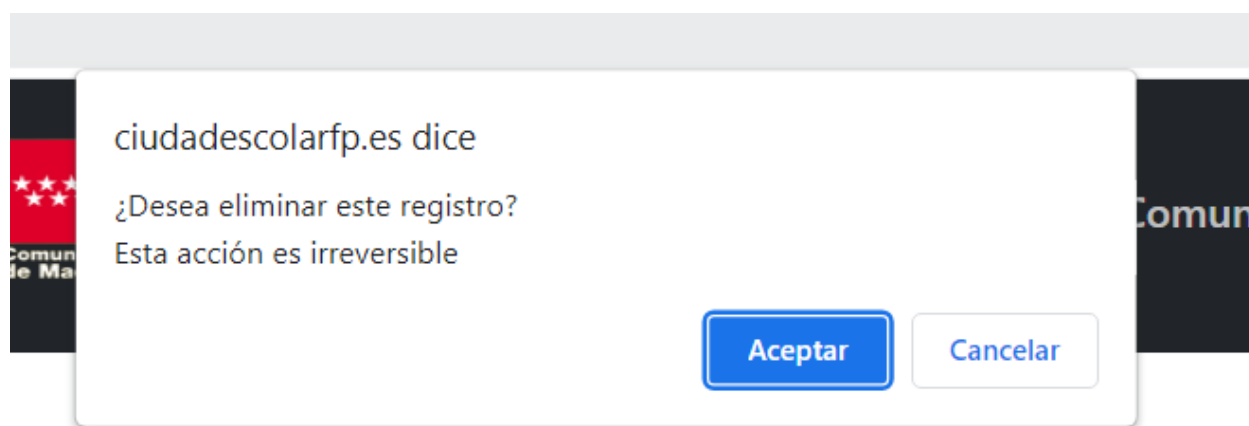 ciudadescolarfp.es dice
¿Desea eliminar este registro?
Esta acción es irreversible
Aceptar
Cancelar